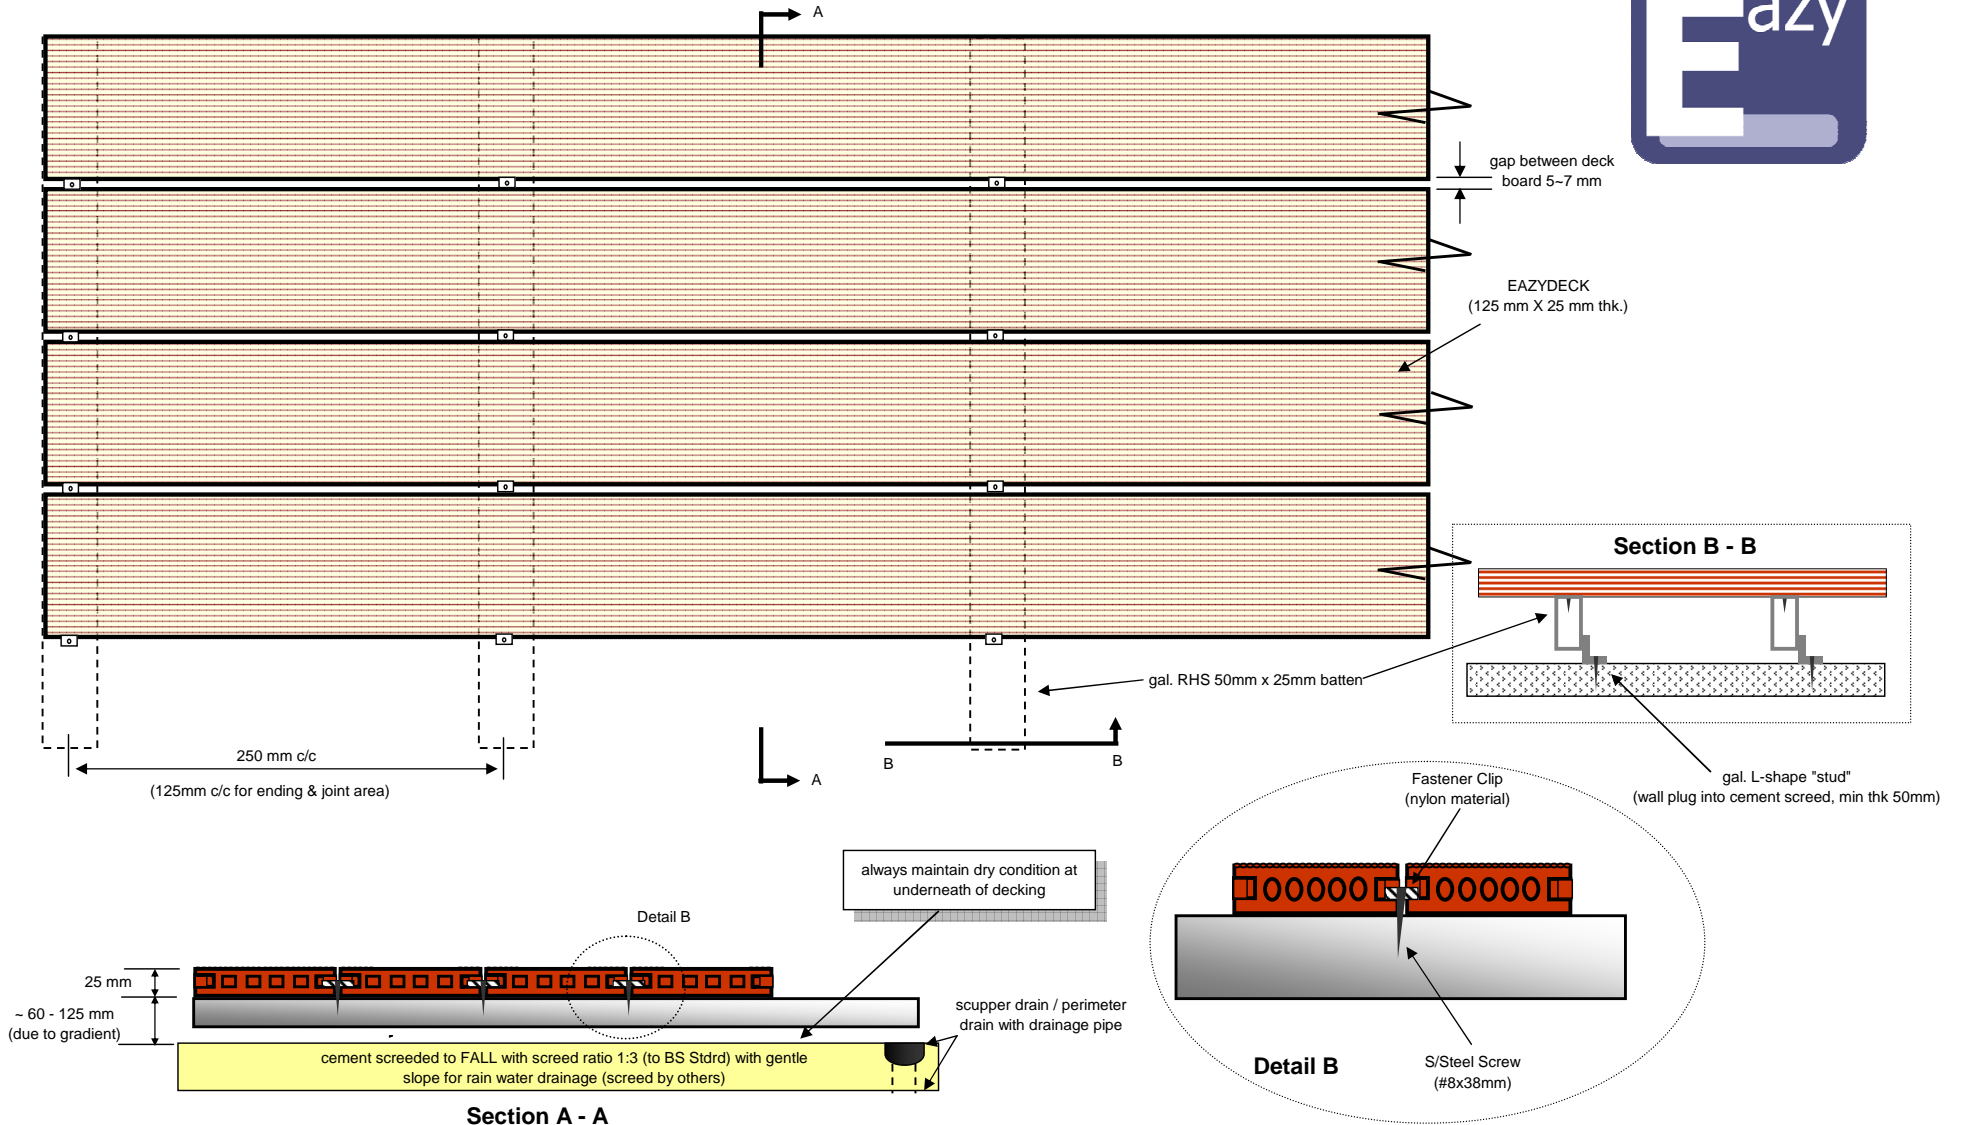 A
Eazy
gap between deck
board 5~7 mm
EAZYDECK
(125 mm X 25 mm thk.)
Section B - B
gal. RHS 50mm x 25mm batten
250 mm c/c
(125mm c/c for ending & joint area)
A
B
B
gal. L-shape "stud"
(wall plug into cement screed, min thk 50mm)
Fastener Clip
(nylon material)
always maintain dry condition at
underneath of decking
Detail B
25 mm
~ 60 - 125 mm
(due to gradient)
scupper drain / perimeter
drain with drainage pipe
cement screeded to FALL with screed ratio 1:3 (to BS Stdrd) with gentle
slope for rain water drainage (screed by others)
Section A - A
Detail B
S/Steel Screw
(#8x38mm)